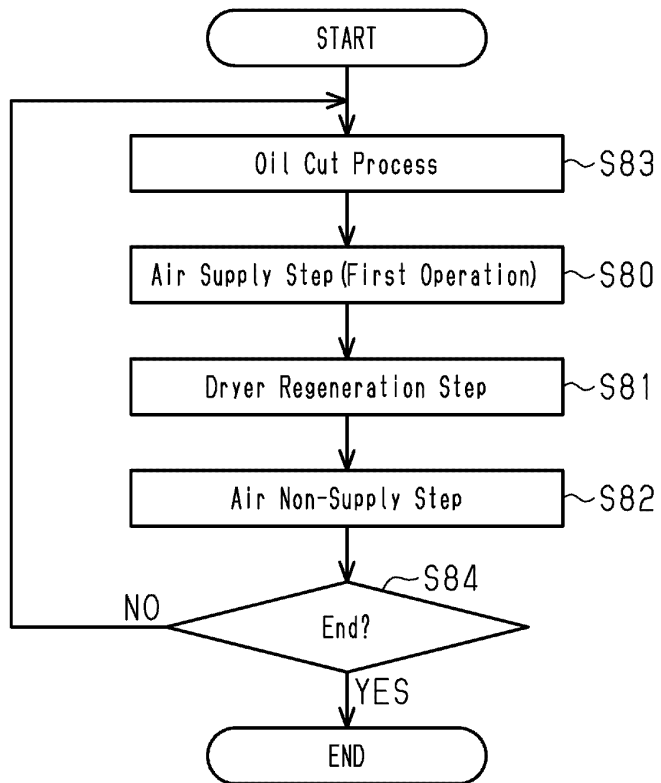 START
Oil Cut Process
S83
Air Supply Step(First Operation)
S80
Dryer Regeneration Step
S81
Air Non-Supply Step
S82
S84
NO
End?
YES
END